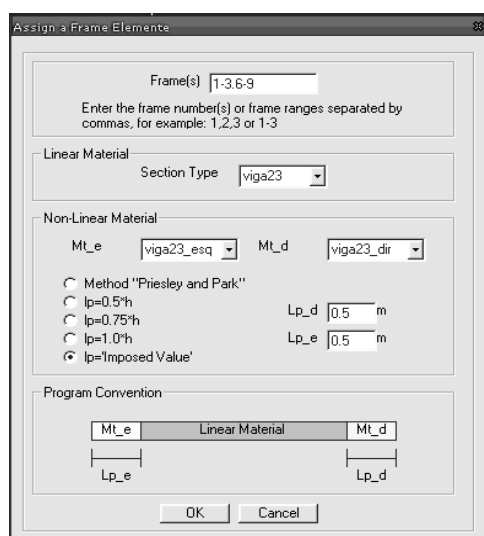 Assign a Frame Elemente
Frame(s) 1-3.6-9
Enter the frame number(s) or frame ranges separated by
commas, for example: 1,2,3 or 1-3
Linear Material
Section Type viga23
Non-Linear Material
Mt_e viga23_esq Mt_d viga23_dir
Method "Priesley and Park"
lp=0.5*h
lp=0.75*h
lp=1.0*h
lp='Imposed Value'
Lp_d 0.5 m
Lp_e 0.5 m
Program Convention
Mt_e Linear Material Mt_d
Lp_e Lp_d
OK Cancel